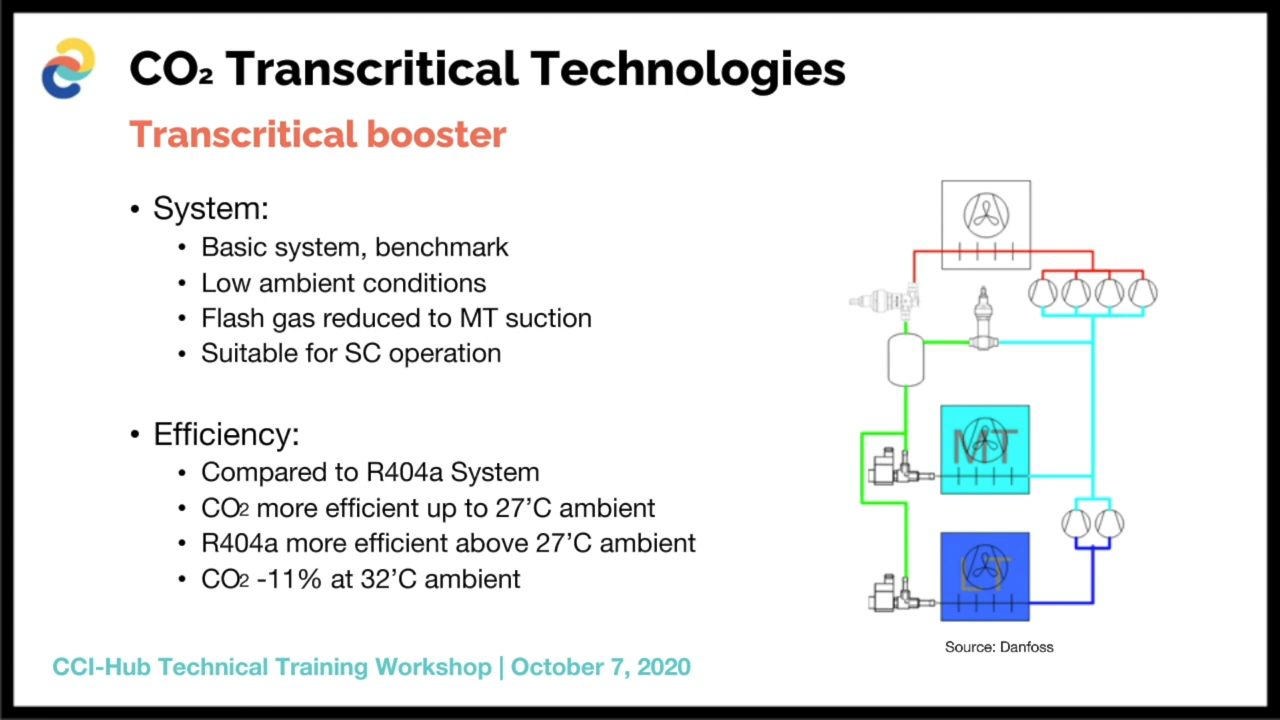 CO₂ Transcritical Technologies
Transcritical booster
• System:
• Basic system, benchmark
• Low ambient conditions
• Flash gas reduced to MT suction
• Suitable for SC operation
• Efficiency:
• Compared to R404a System
• CO₂ more efficient up to 27’C ambient
• R404a more efficient above 27’C ambient
• CO₂ -11% at 32’C ambient
MT
LT
Source: Danfoss
CCI-Hub Technical Training Workshop | October 7, 2020